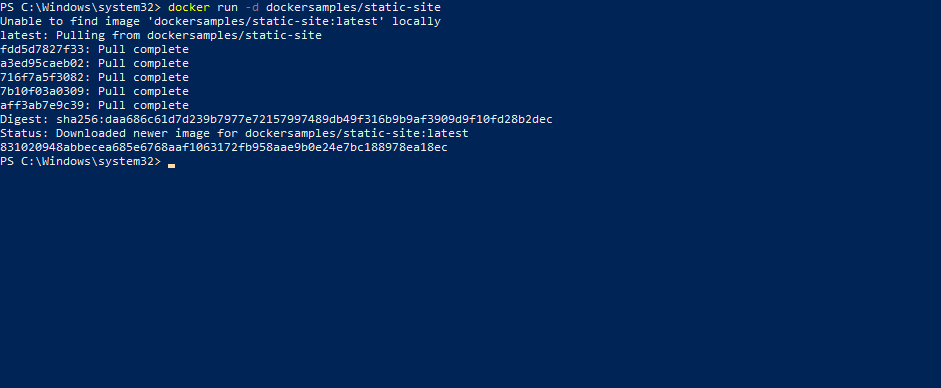 PS C:\Windows\system32> docker run -d dockersamples/static-site
Unable to find image 'dockersamples/static-site:latest' locally
latest: Pulling from dockersamples/static-site
fdd5d7827f33: Pull complete
a3ed95caeb02: Pull complete
716f7a5f3082: Pull complete
7b10f03a0309: Pull complete
aff3ab7e9c39: Pull complete
Digest: sha256:daa686c61d7d239b7977e72157997489db49f316b9b9af3909d9f10fd28b2dec
Status: Downloaded newer image for dockersamples/static-site:latest
831020948abbecea685e6768aaf1063172fb958aae9b0e24e7bc188978ea18ec
PS C:\Windows\system32>